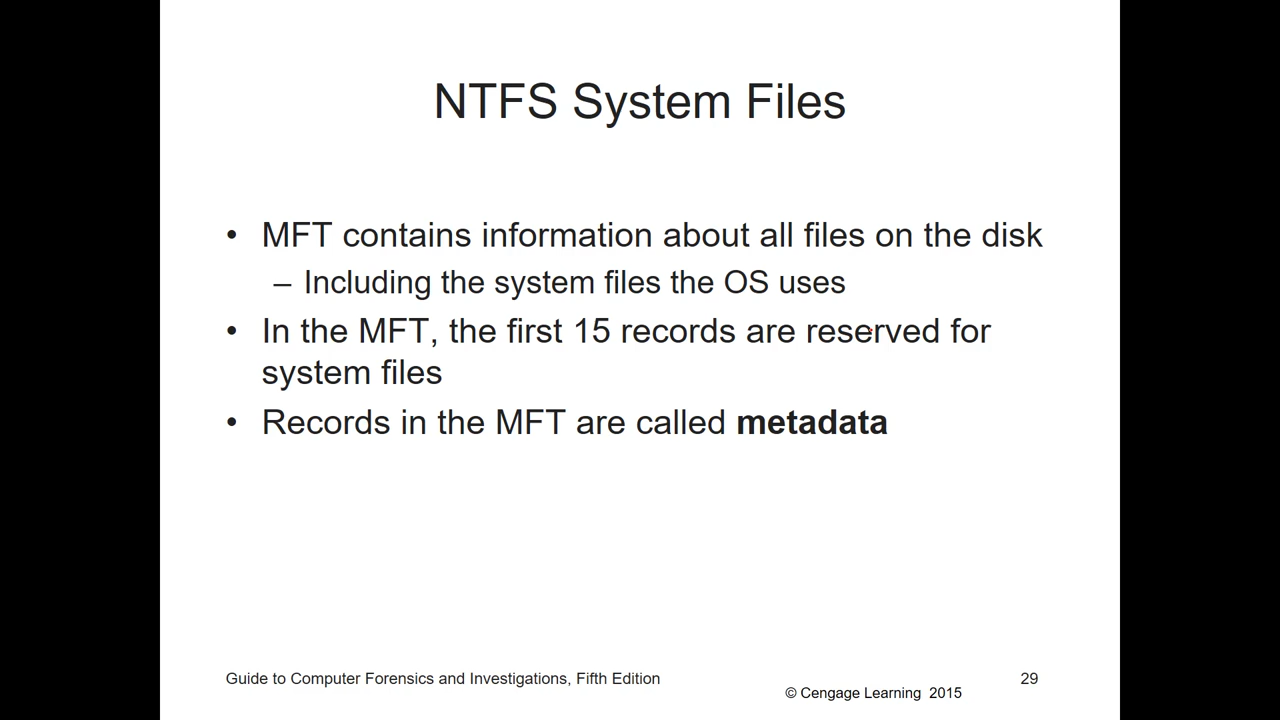 NTFS System Files
• MFT contains information about all files on the disk
– Including the system files the OS uses
• In the MFT, the first 15 records are reserved for
system files
• Records in the MFT are called metadata
Guide to Computer Forensics and Investigations, Fifth Edition
29
© Cengage Learning 2015